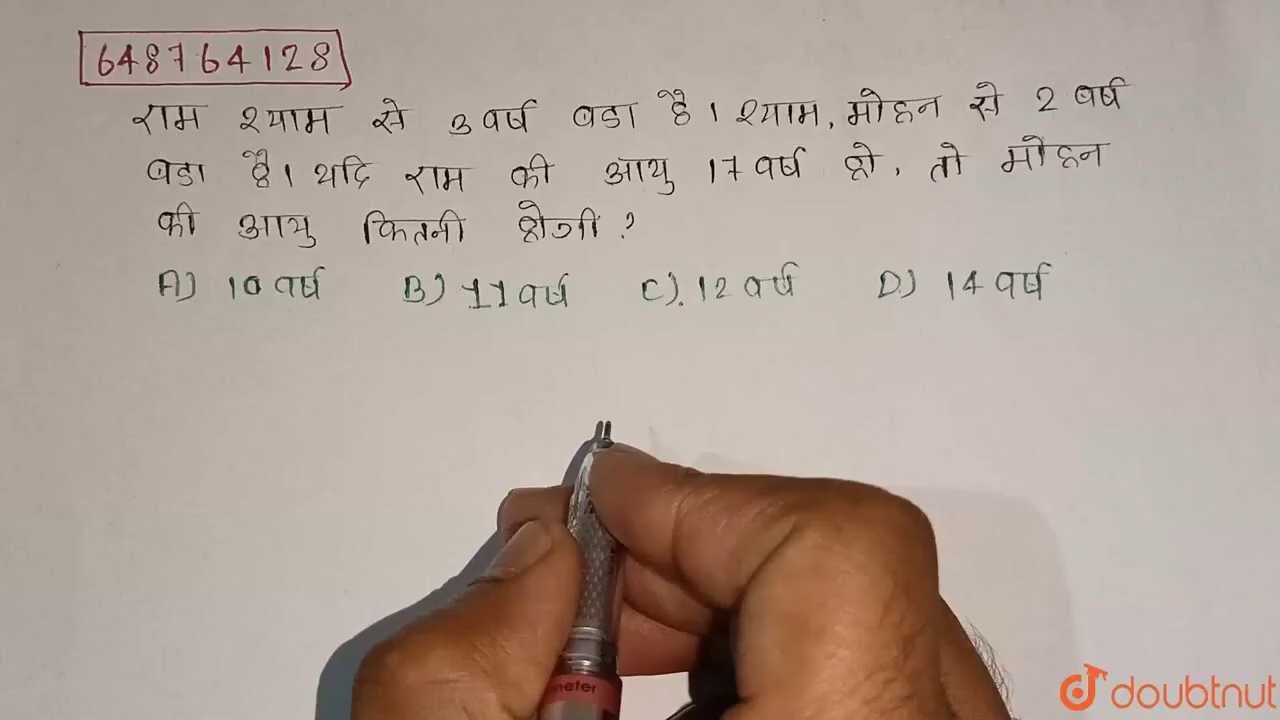 648764128
राम श्याम से 3 वर्ष बडा है। श्याम, मोहन से 2 वर्ष
बडा है। यदि राम की आयु 17 वर्ष हो, तो मोहन
की आयु कितनी होगी?
A) 10 वर्ष B) 11 वर्ष C). 12 वर्ष D) 14 वर्ष
meter
doubtnut